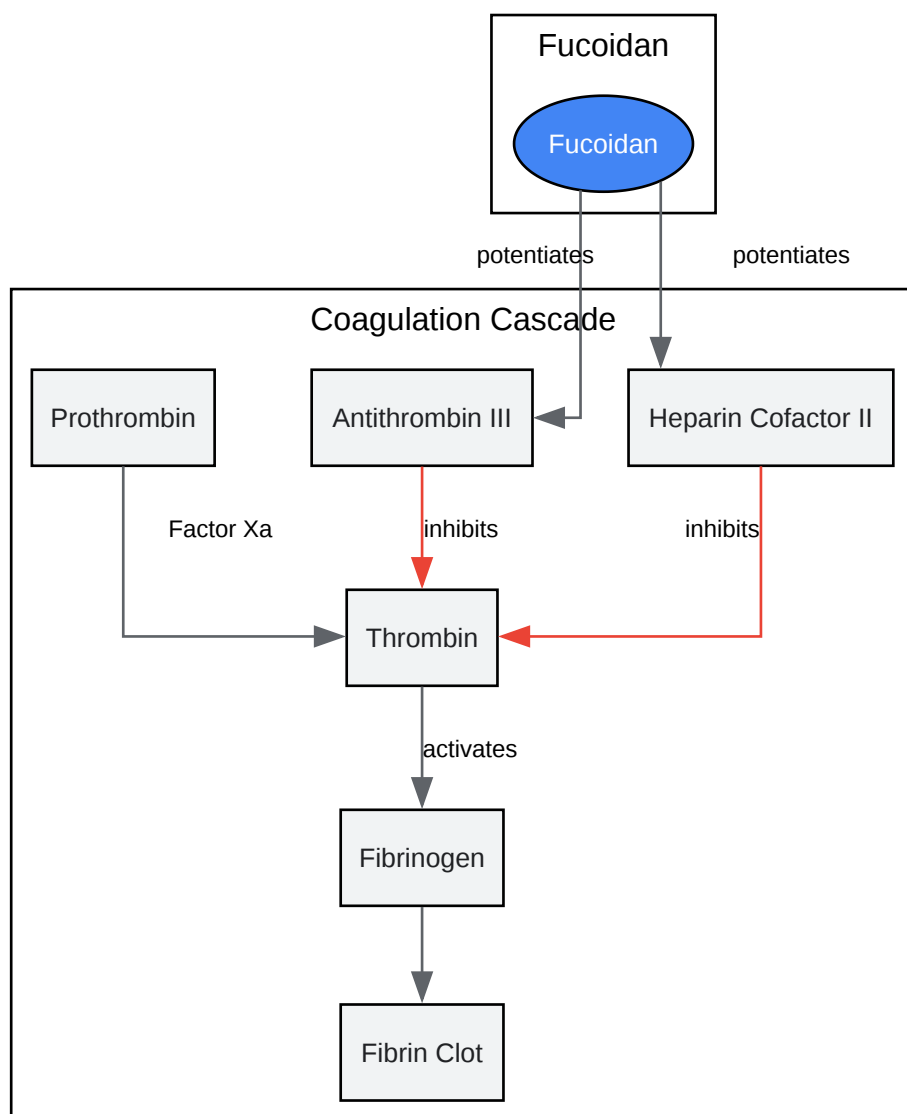 Fucoidan
Fucoidan
potentiates
potentiates
Coagulation Cascade
Prothrombin
Antithrombin III
Heparin Cofactor II
Factor Xa
inhibits
inhibits
Thrombin
activates
Fibrinogen
Fibrin Clot